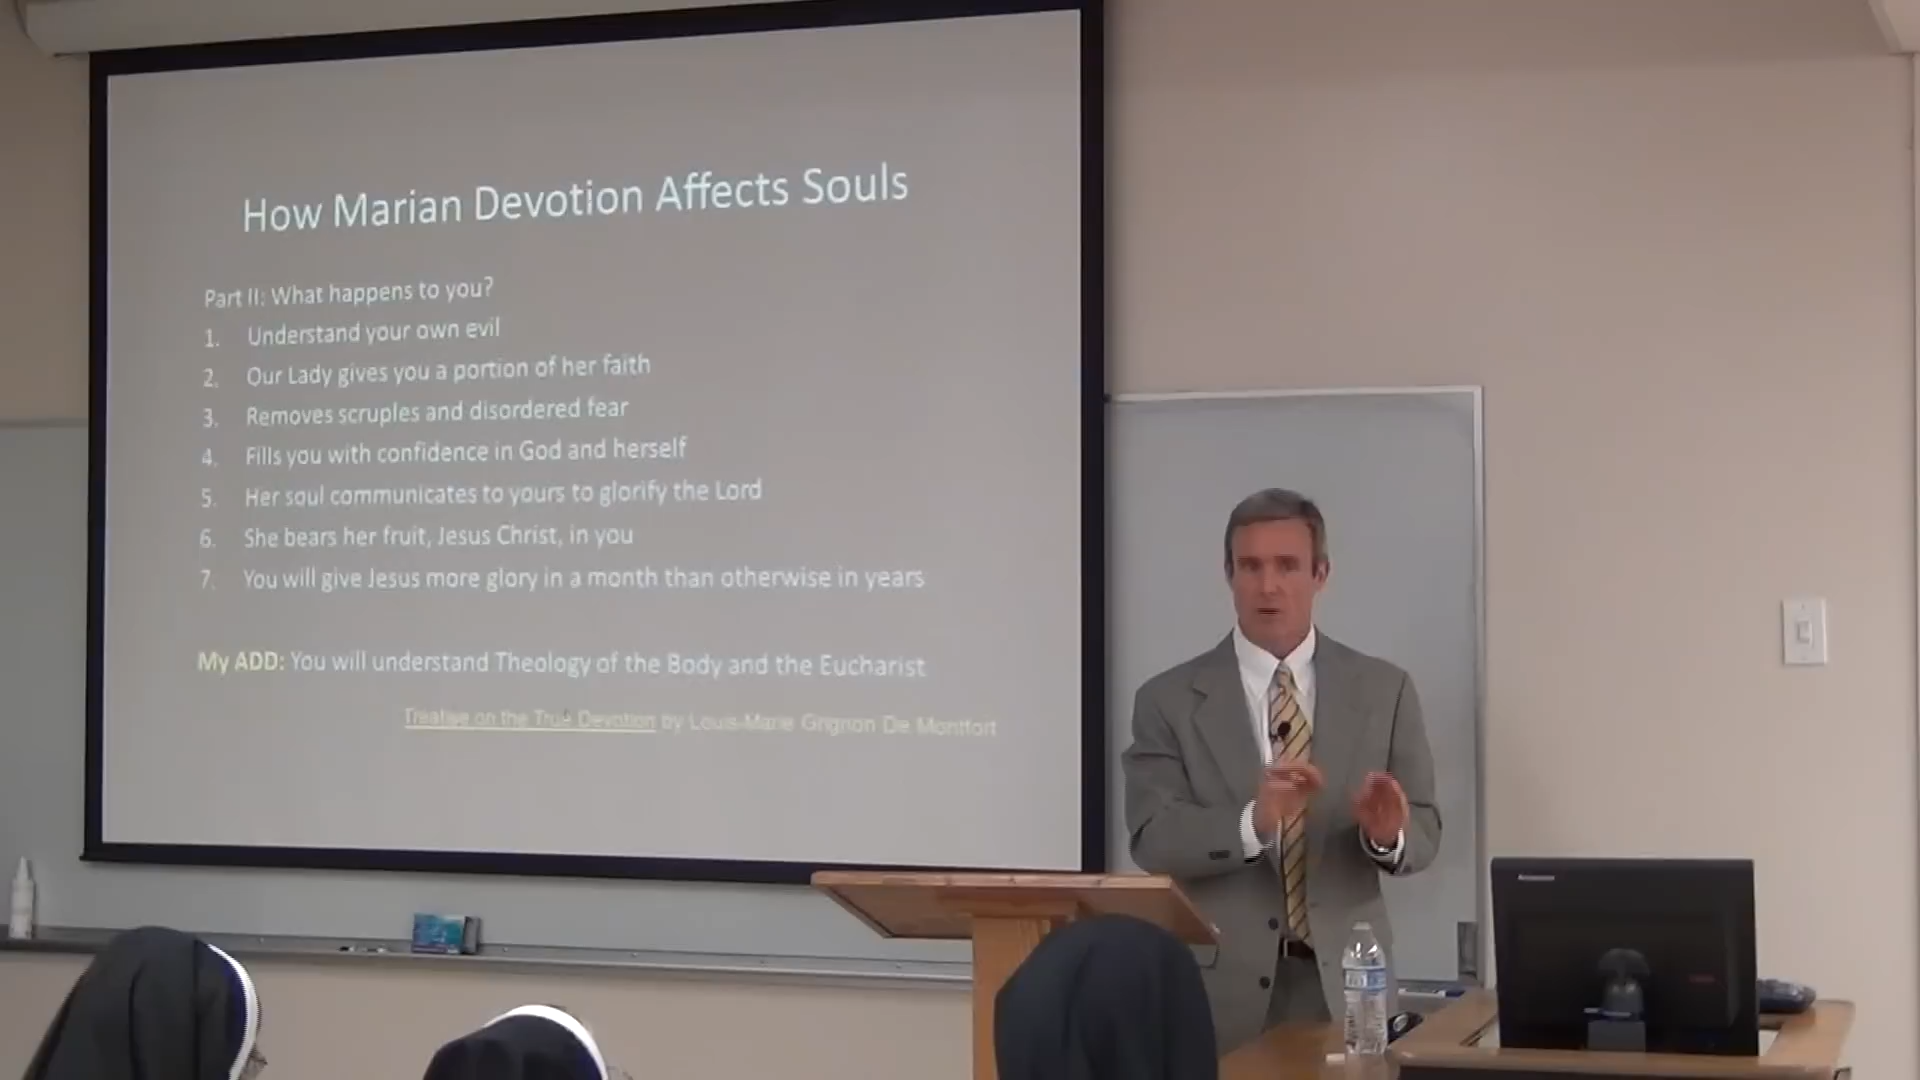 How Marian Devotion Affects Souls
Part II: What happens to you?
1. Understand your own evil
2. Our Lady gives you a portion of her faith
3. Removes scruples and disordered fear
4. Fills you with confidence in God and herself
5. Her soul communicates to yours to glorify the Lord
6. She bears her fruit, Jesus Christ, in you
7. You will give Jesus more glory in a month than otherwise in years
My ADD: You will understand Theology of the Body and the Eucharist
Treatise on the True Devotion by Louis-Marie Grignon De Montfort